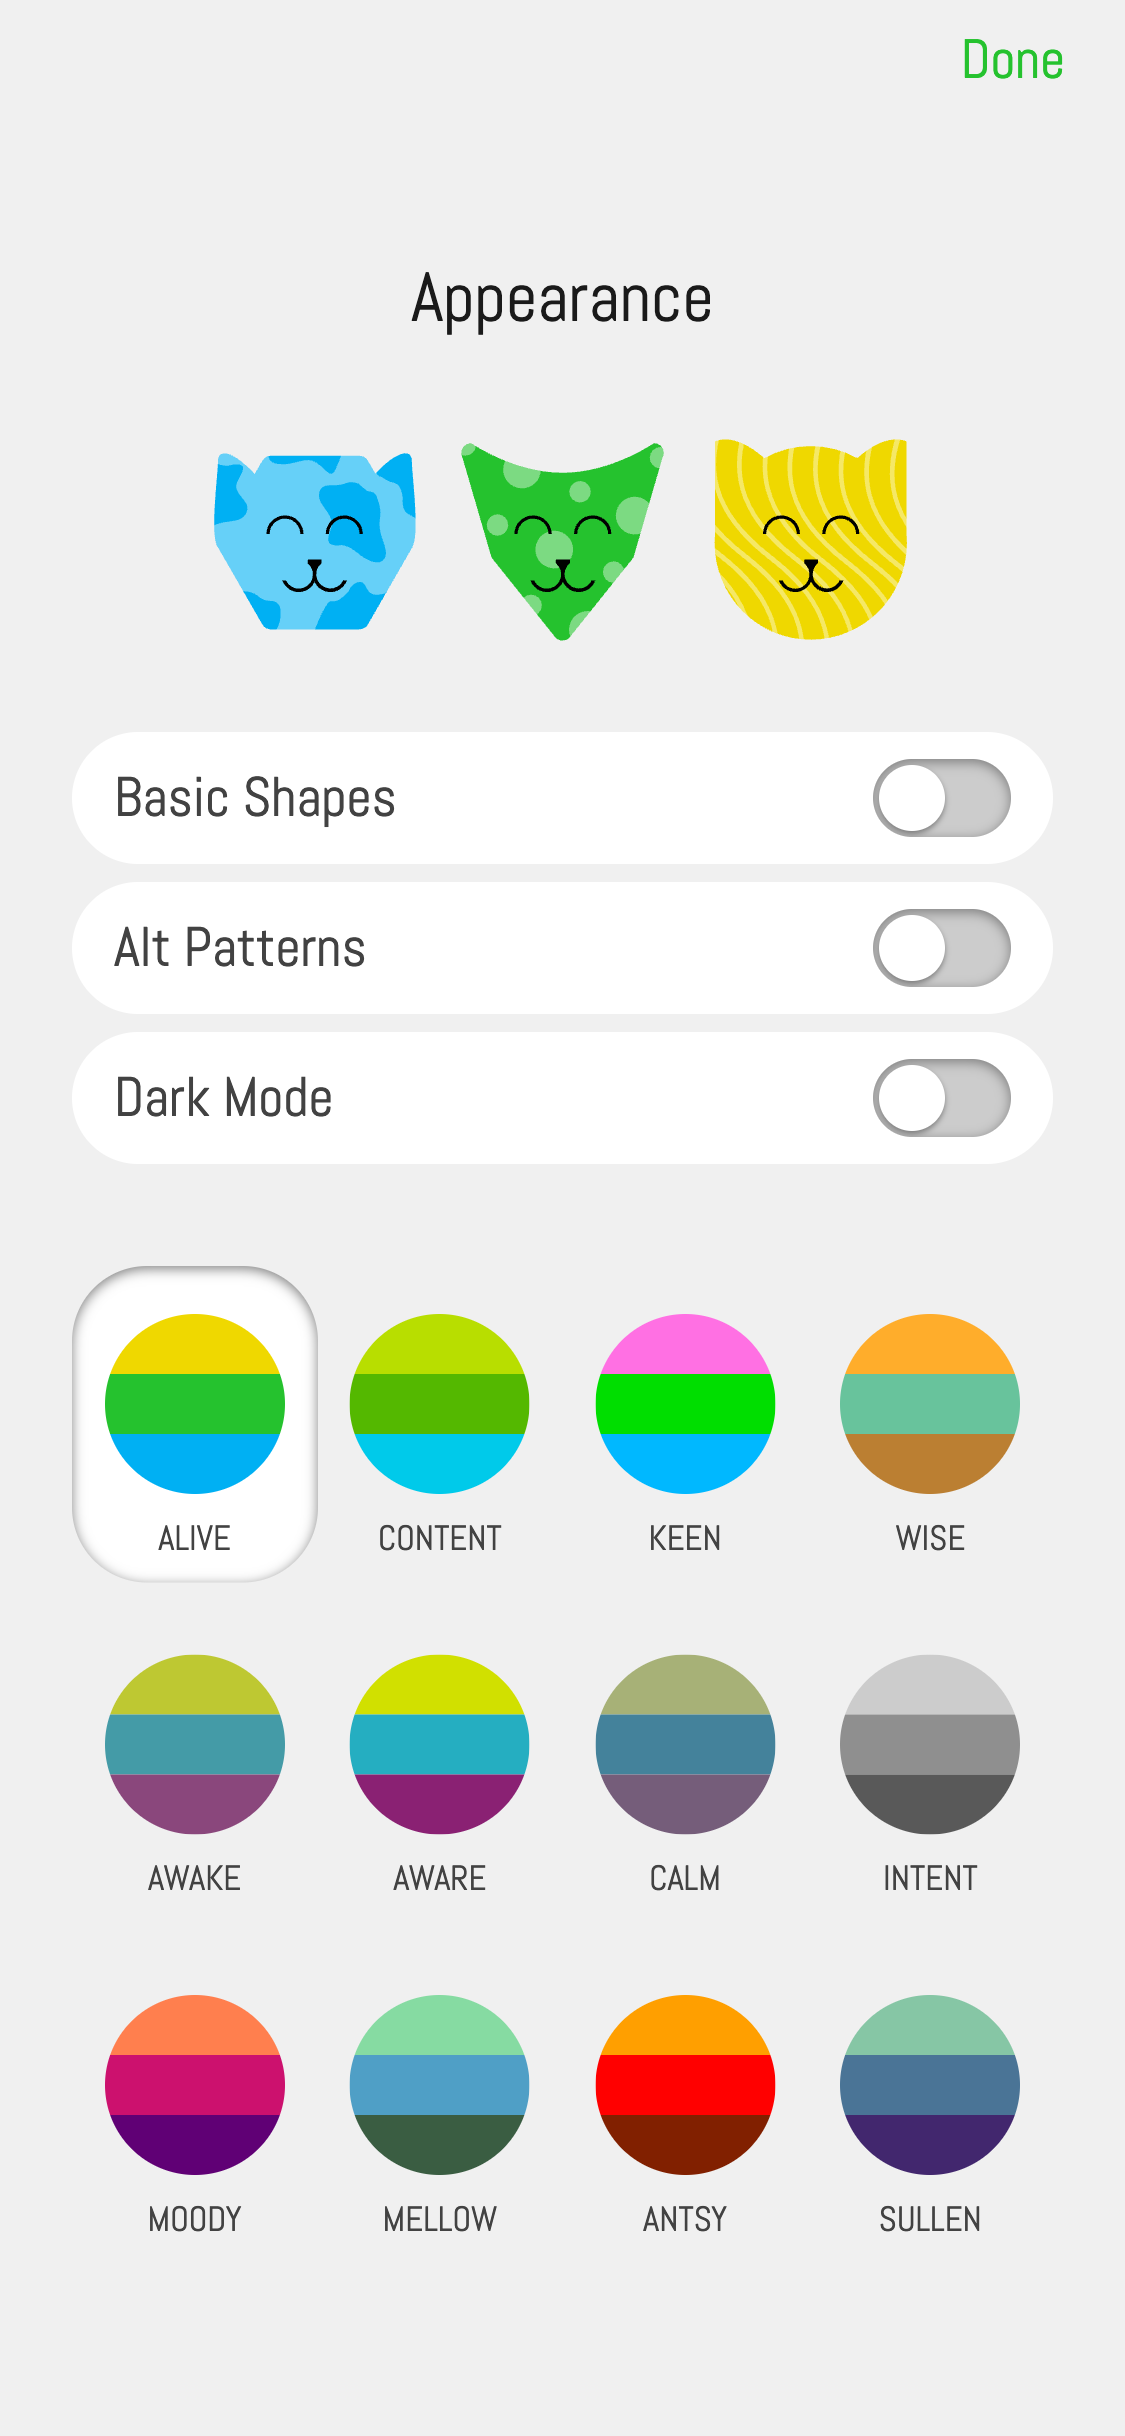 Done
Appearance
Basic Shapes
Alt Patterns
Dark Mode
ALIVE
CONTENT
KEEN
WISE
AWAKE
AWARE
CALM
INTENT
MOODY
MELLOW
ANTSY
SULLEN